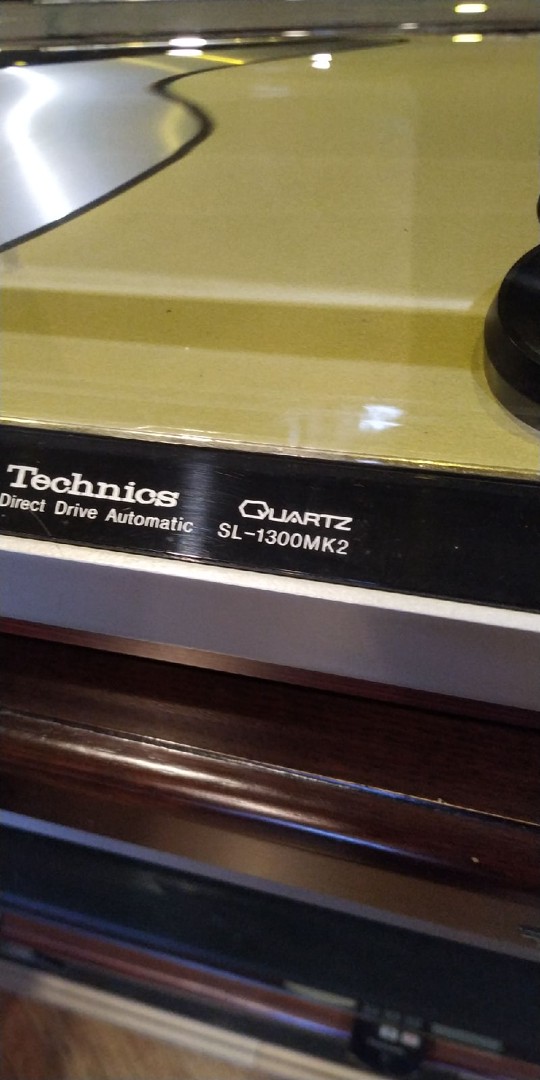 Technics
Direct Drive Automatic
QUARTZ
SL-1300MK2